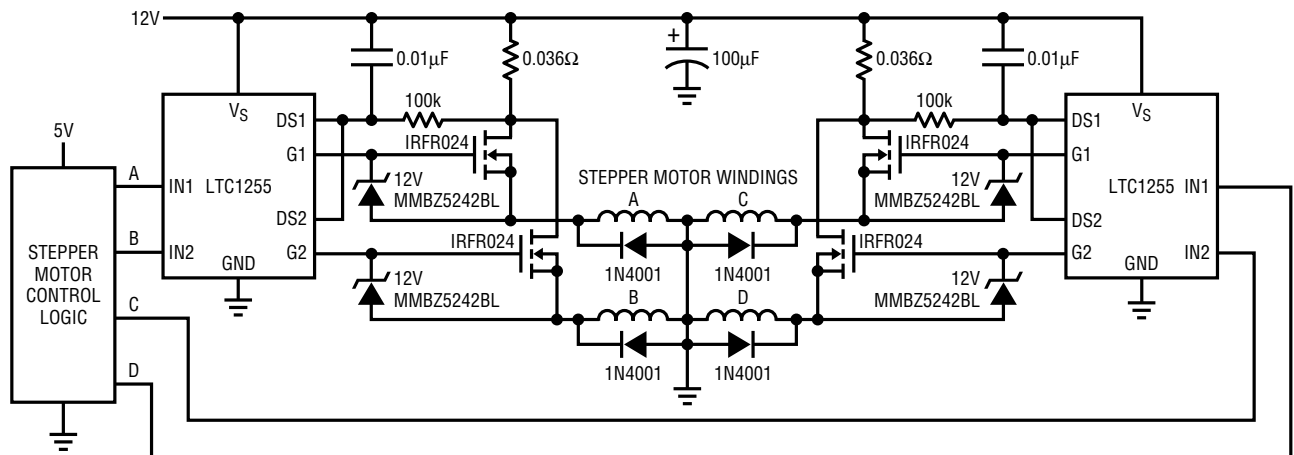 12V
0.01µF
0.036Ω
+
100µF
0.036Ω
0.01µF
VS
DS1
100k
100k
DS1
VS
5V
IRFR024
IRFR024
G1
G1
A
IN1
LTC1255
12V
MMBZ5242BL
STEPPER MOTOR WINDINGS
A
C
12V
MMBZ5242BL
LTC1255
IN1
DS2
DS2
B
IN2
G2
IRFR024
1N4001
1N4001
IRFR024
G2
IN2
STEPPER
MOTOR
CONTROL
LOGIC
GND
12V
MMBZ5242BL
B
D
12V
MMBZ5242BL
GND
C
1N4001
1N4001
D